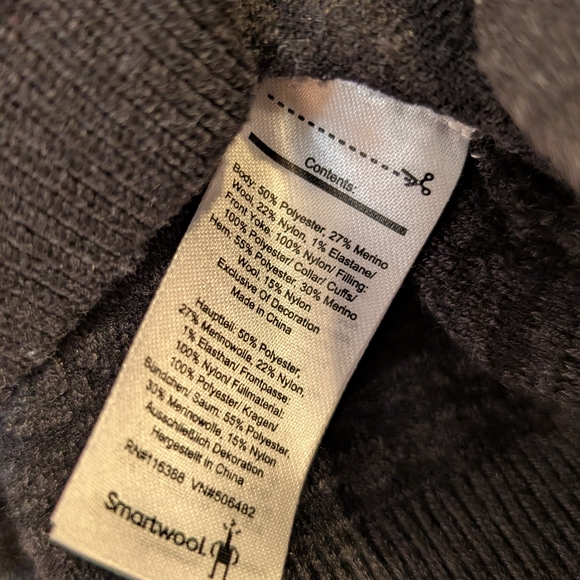 Contents:
Body: 50% Polyester, 27% Merino
Wool, 22% Nylon, 1% Elastane/
Front Yoke: 100% Nylon/ Filling:
100% Polyester/ Collar/ Cuffs/
Hem: 55% Polyester, 30% Merino
Wool, 15% Nylon
Exclusive Of Decoration
Made in China
Hauptteil: 50% Polyester,
27% Merinowolle, 22% Nylon,
1% Elasthan/ Frontpasse:
100% Nylon/ Füllmaterial:
100% Polyester/ Kragen/
Bündchen/ Saum: 55% Polyester,
30% Merinowolle, 15% Nylon
Ausschließlich Dekoration
Hergestellt in China
RN#116388 VN#506482
Smartwool